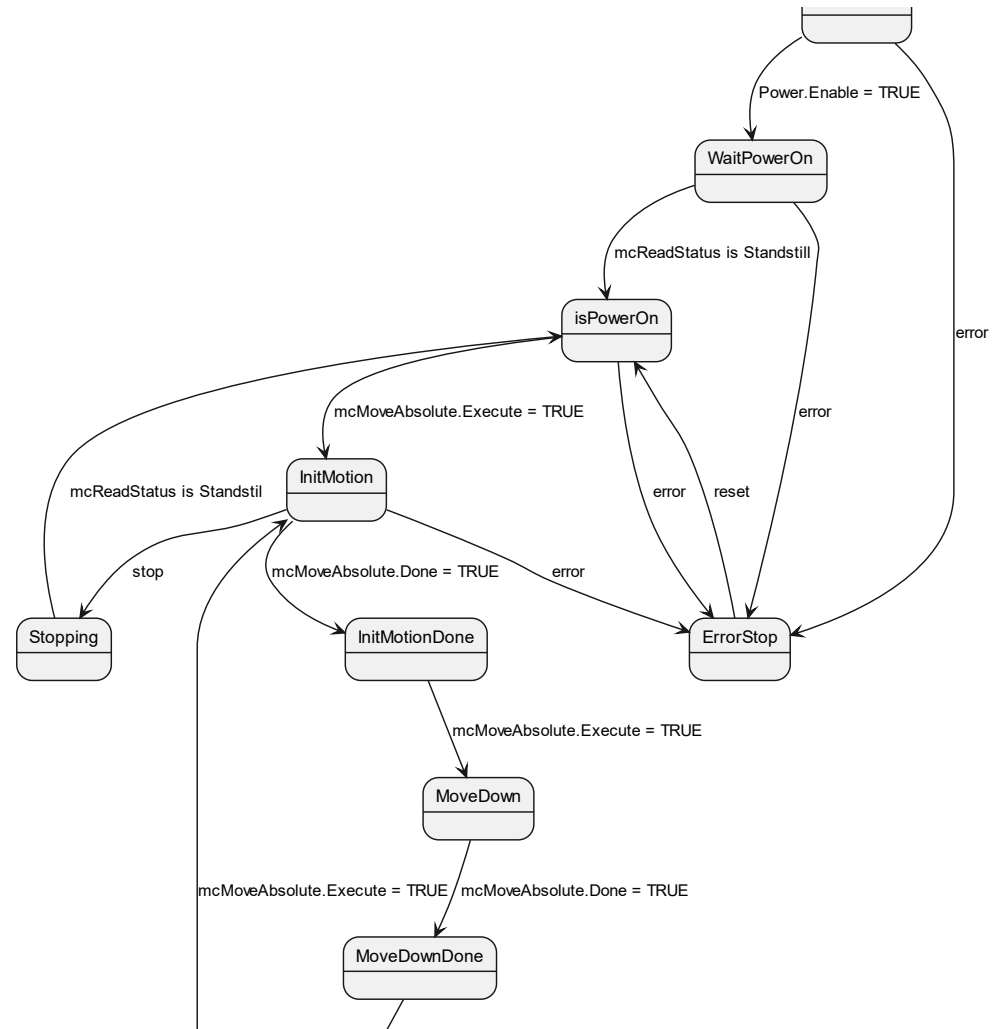 Power.Enable = TRUE
WaitPowerOn
mcReadStatus is Standstill
isPowerOn
error
mcMoveAbsolute.Execute = TRUE
error
InitMotion
mcReadStatus is Standstil
error
reset
stop
mcMoveAbsolute.Done = TRUE
error
Stopping
InitMotionDone
ErrorStop
mcMoveAbsolute.Execute = TRUE
MoveDown
mcMoveAbsolute.Execute = TRUE
mcMoveAbsolute.Done = TRUE
MoveDownDone